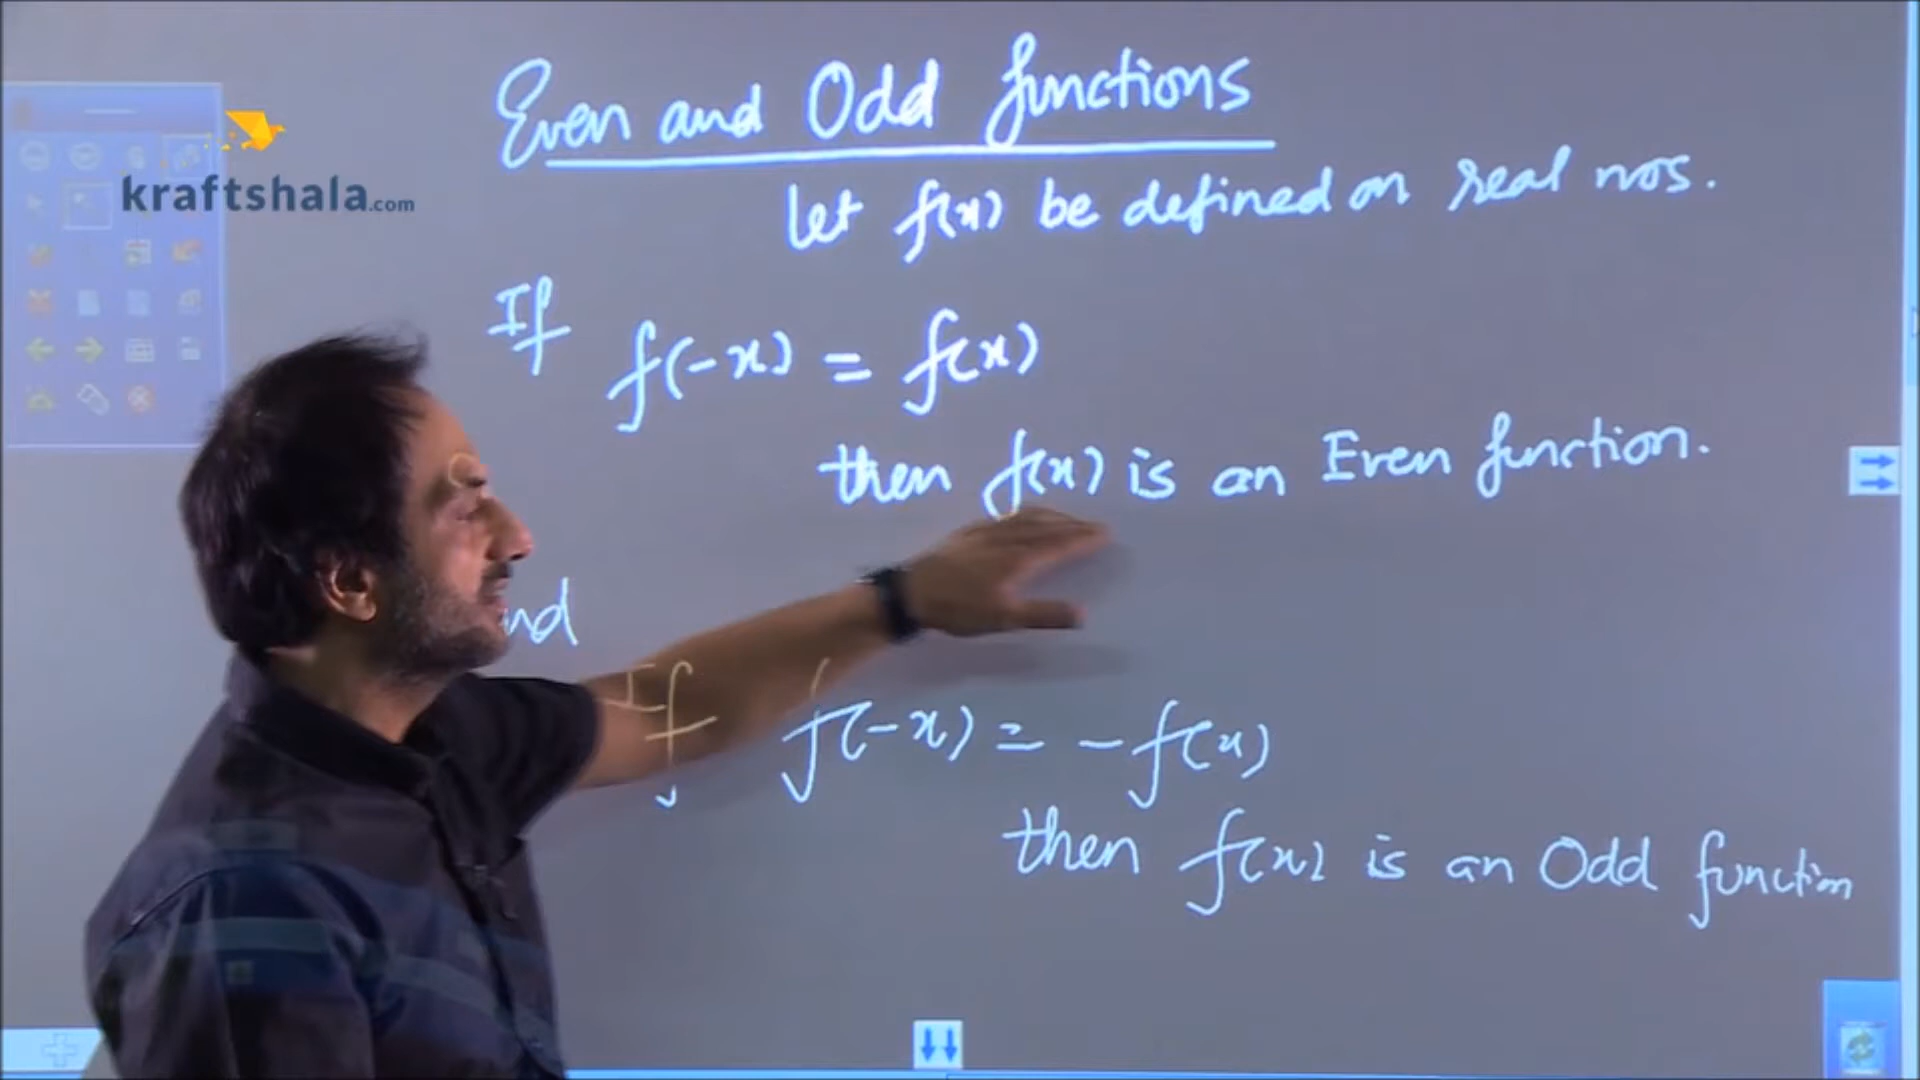 kraftshala.com
Even and Odd functions
let f(x) be defined on real nos.
If
f(-x) = f(x)
then f(x) is an Even function.
nd
If f(-x) = -f(x)
then f(x) is an Odd function